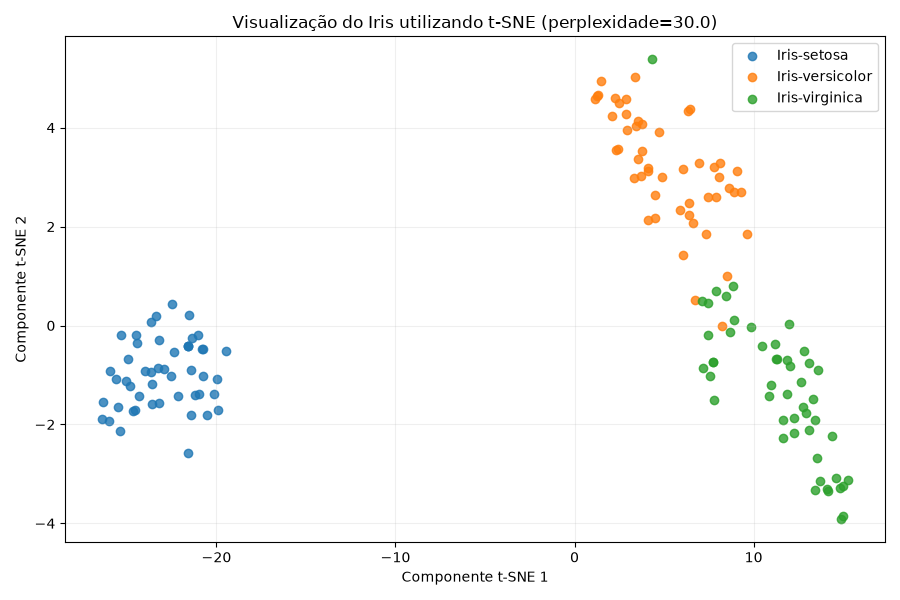 Visualização do Iris utilizando t-SNE (perplexidade=30.0)
Iris-setosa
Iris-versicolor
Iris-virginica
Componente t-SNE 2
4
2
0
−2
−4
−20
−10
0
10
Componente t-SNE 1